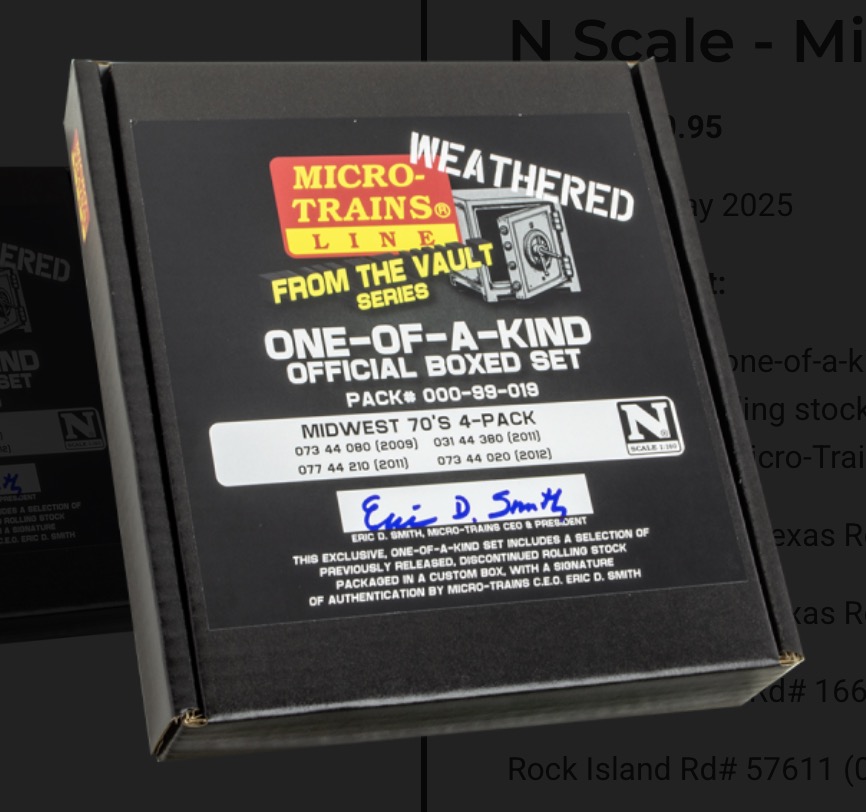 N Scale - Mi
.95
ay 2025
t:
one-of-a-k
ing stock
icro-Trai
exas R
xas R
Rd# 166
Rock Island Rd# 57611 (0
WEATHERED
MICRO-
TRAINS®
LINE
FROM THE VAULT
SERIES
ONE-OF-A-KIND
OFFICIAL BOXED SET
PACK# 000-99-019
MIDWEST 70'S 4-PACK
073 44 080 (2009) 031 44 380 (2011)
077 44 210 (2011) 073 44 020 (2012)
N®
SCALE 1:160
Eric D. Smith
ERIC D. SMITH, MICRO-TRAINS CEO & PRESIDENT
THIS EXCLUSIVE, ONE-OF-A-KIND SET INCLUDES A SELECTION OF
PREVIOUSLY RELEASED, DISCONTINUED ROLLING STOCK
PACKAGED IN A CUSTOM BOX, WITH A SIGNATURE
OF AUTHENTICATION BY MICRO-TRAINS C.E.O. ERIC D. SMITH